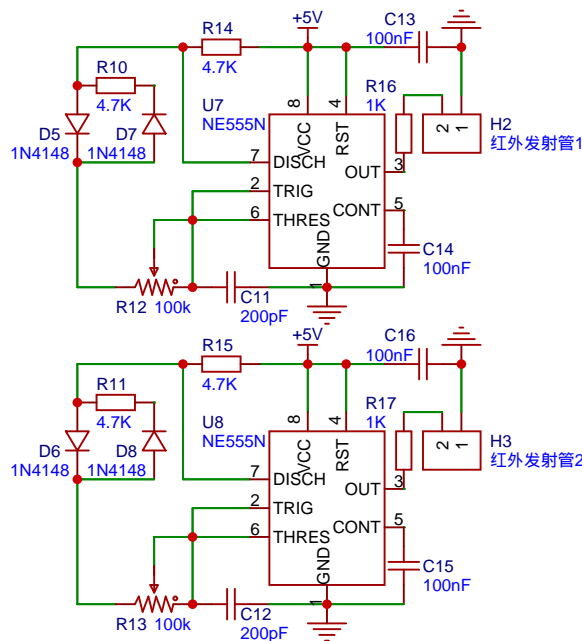 +5V
C13
100nF
R14
4.7K
R10
4.7K
R16
1K
U7
NE555N
D5
1N4148
D7
1N4148
8
4
VCC
RST
2
1
H2
红外发射管1
7
DISCH
OUT
3
2
TRIG
6
THRES
CONT
5
GND
1
C14
100nF
R12
100k
C11
200pF
+5V
C16
100nF
R15
4.7K
R11
4.7K
R17
1K
U8
NE555N
D6
1N4148
D8
1N4148
8
4
VCC
RST
2
1
H3
红外发射管2
7
DISCH
OUT
3
2
TRIG
6
THRES
CONT
5
GND
1
C15
100nF
R13
100k
C12
200pF